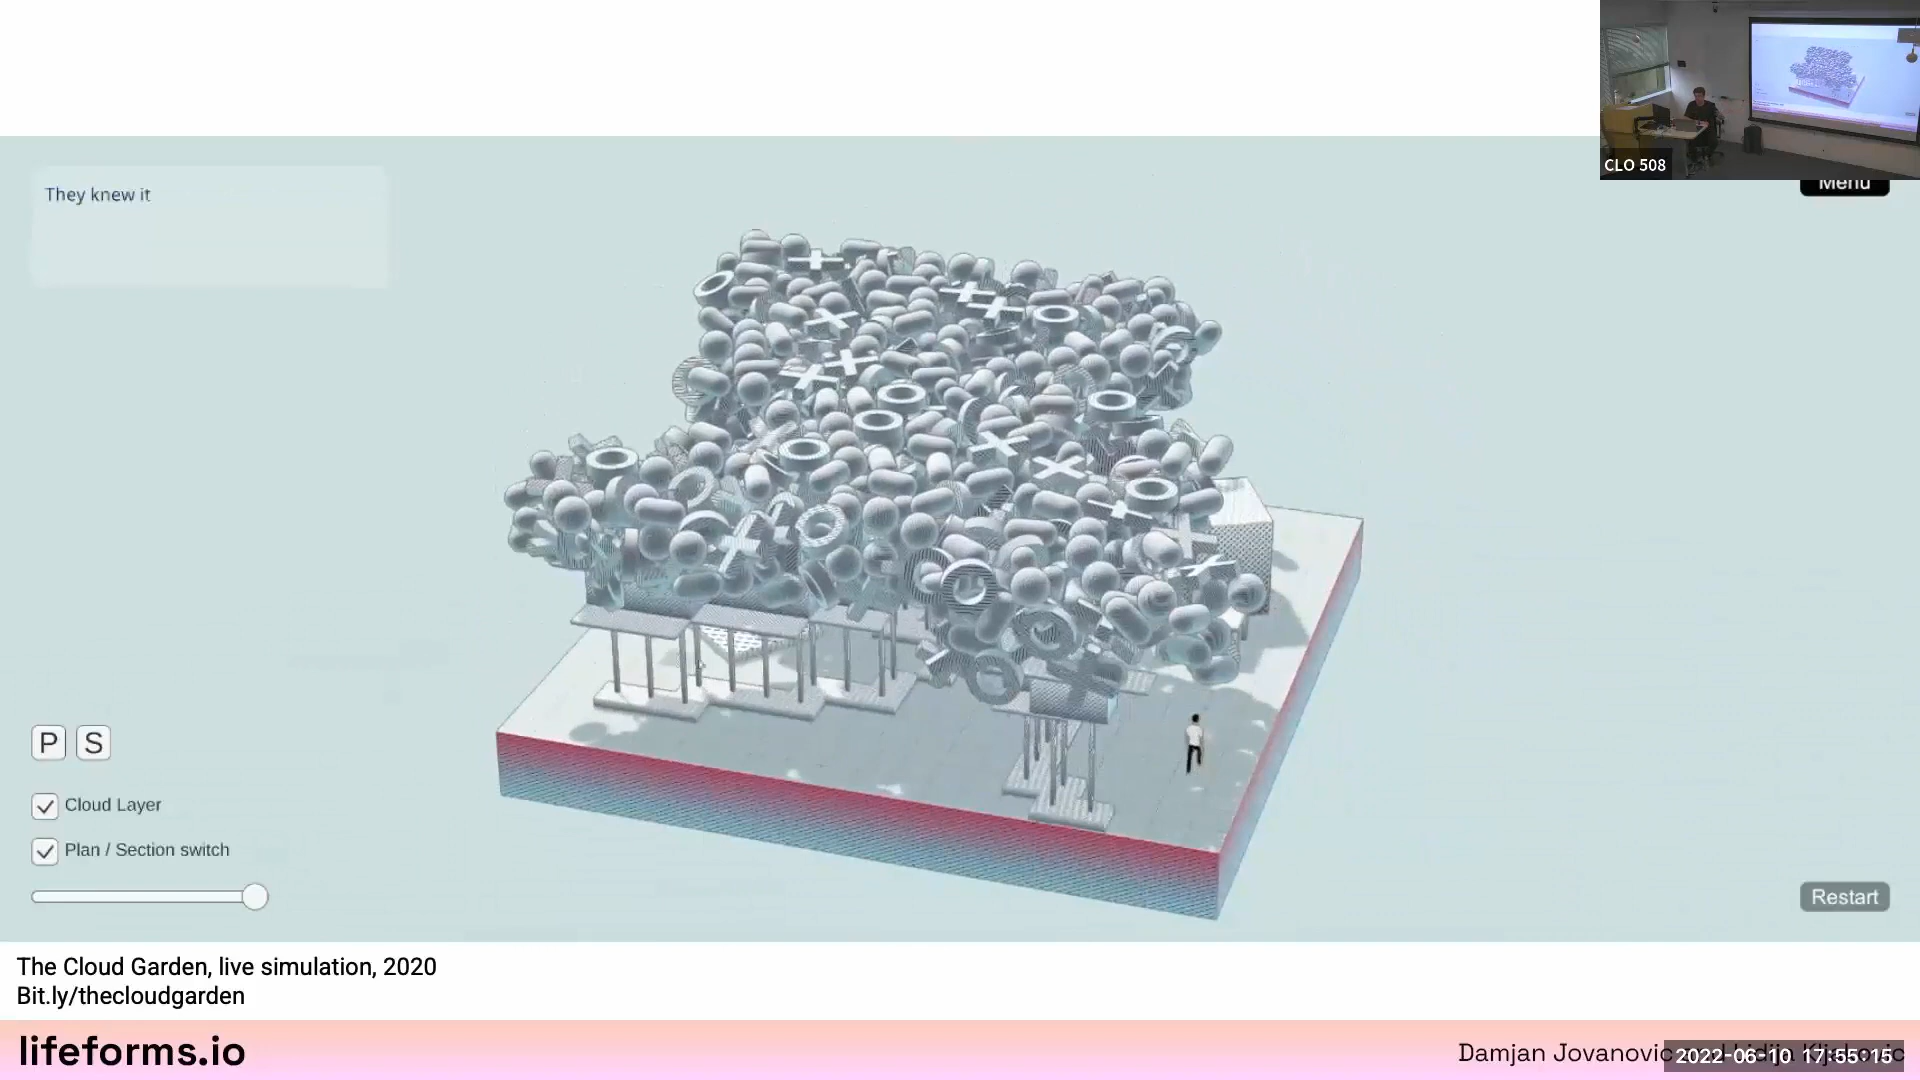 CLO 508
Menu
They knew it
P S
Cloud Layer
Plan / Section switch
Restart
The Cloud Garden, live simulation, 2020
Bit.ly/thecloudgarden
lifeforms.io
Damjan Jovanovic
2022-06-10 17:55:15